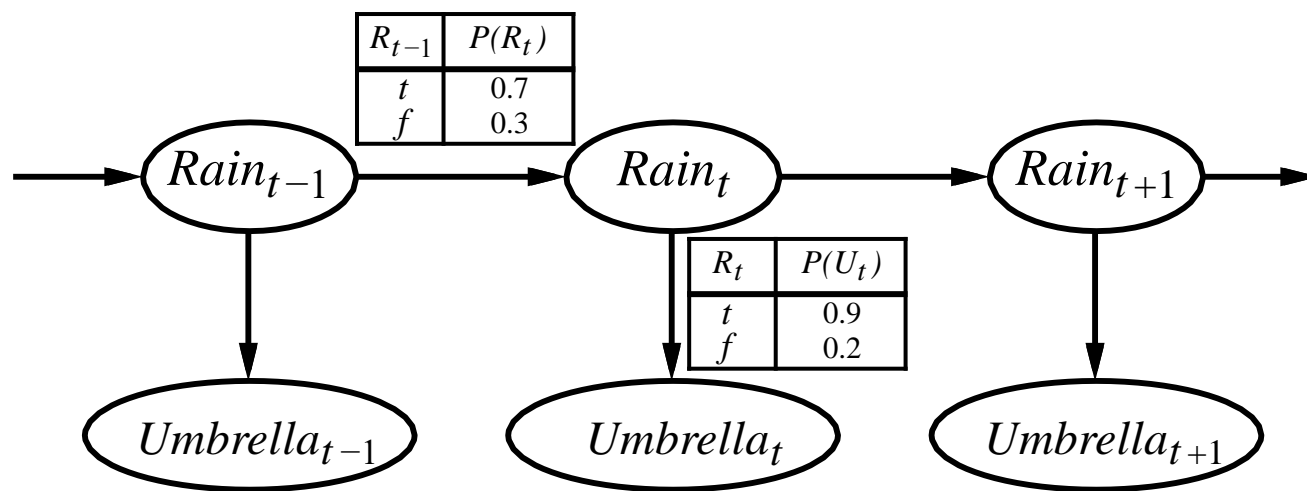 R_{t−1} P(R_t)
t 0.7
f 0.3
Rain_{t−1} Rain_t Rain_{t+1}
R_t P(U_t)
t 0.9
f 0.2
Umbrella_{t−1} Umbrella_t Umbrella_{t+1}